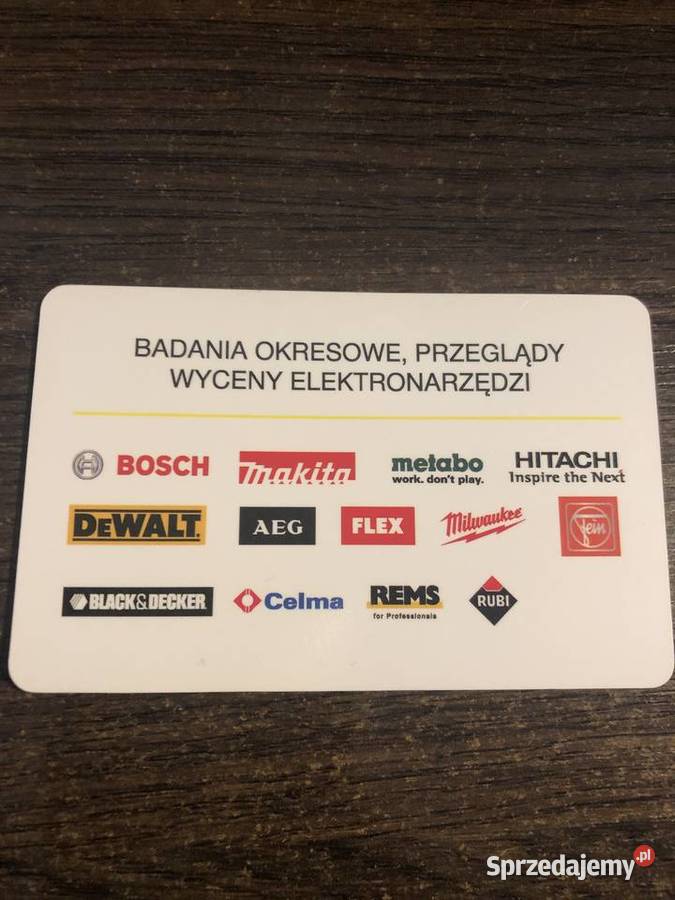 BADANIA OKRESOWE, PRZEGLĄDY
WYCENY ELEKTRONARZĘDZI
BOSCH makita metabo HITACHI
work. don't play. Inspire the Next
DEWALT AEG FLEX Milwaukee Fein
BLACK&DECKER Celma REMS RUBI
for Professionals
Sprzedajemy.pl